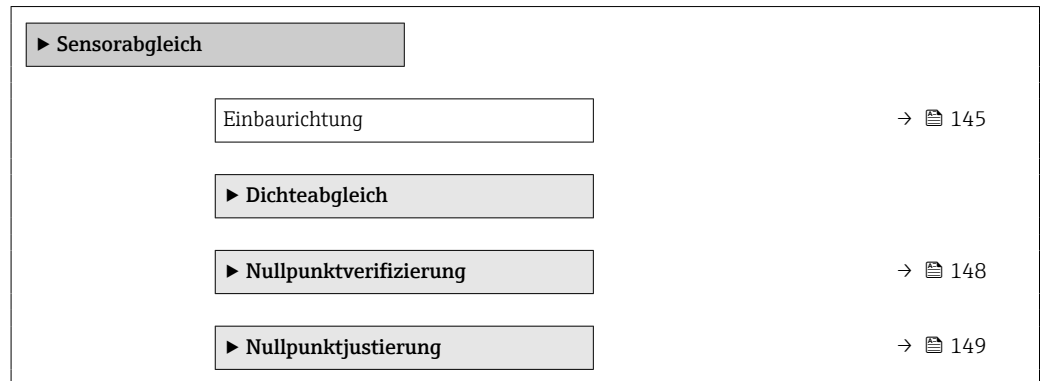 ▶ Sensorabgleich
Einbaurichtung → 🖹 145
▶ Dichteabgleich
▶ Nullpunktverifizierung → 🖹 148
▶ Nullpunktjustierung → 🖹 149